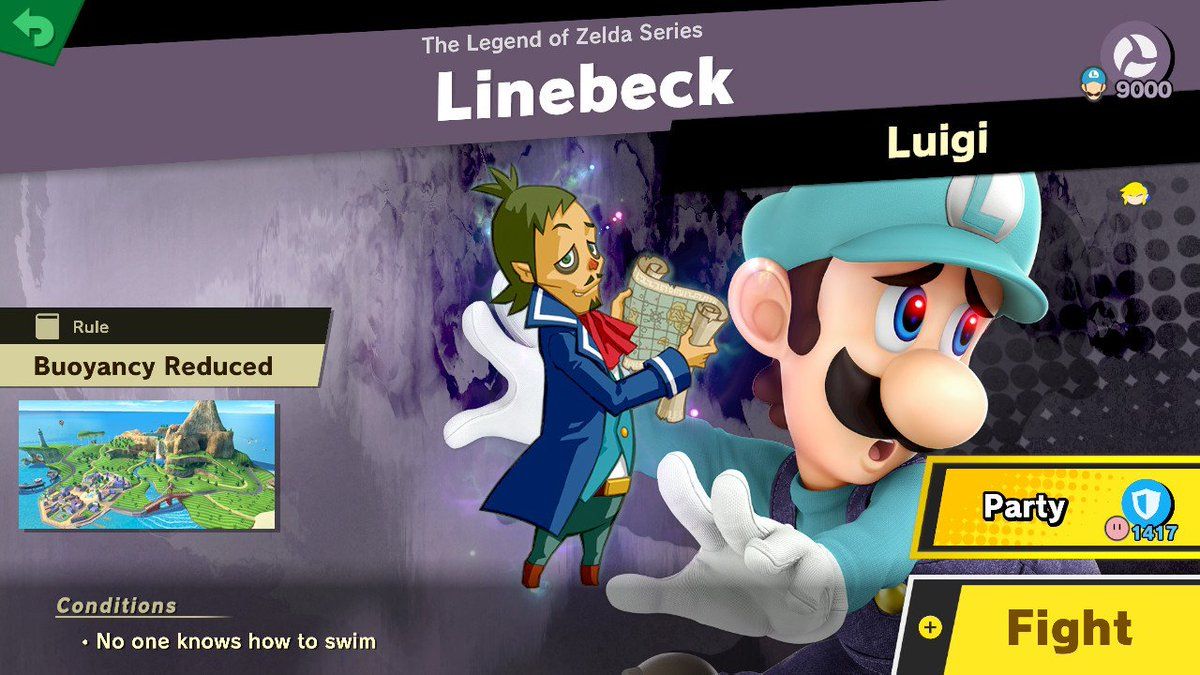 The Legend of Zelda Series
Linebeck
9000
Luigi
L
Rule
Buoyancy Reduced
Party
1417
Conditions
• No one knows how to swim
+
Fight